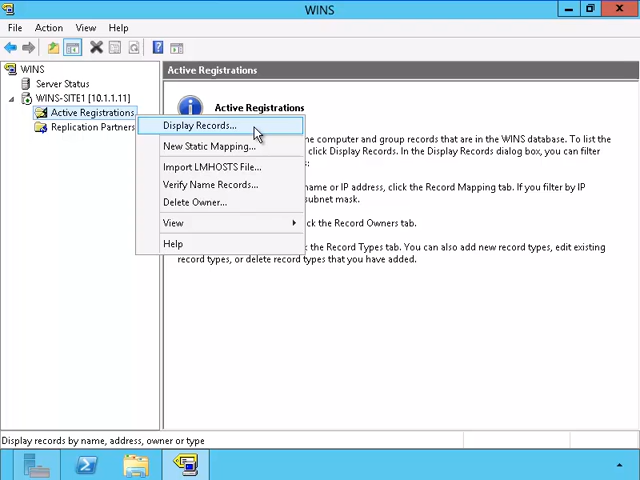 WINS
File Action View Help
WINS
Server Status
WINS-SITE1 [10.1.1.11]
Active Registrations
Replication Partners
Active Registrations
Active Registrations
the computer and group records that are in the WINS database. To list the
click Display Records. In the Display Records dialog box, you can filter
name or IP address, click the Record Mapping tab. If you filter by IP
subnet mask.
ck the Record Owners tab.
k the Record Types tab. You can also add new record types, edit existing
record types, or delete record types that you have added.
Display Records...
New Static Mapping...
Import LMHOSTS File...
Verify Name Records...
Delete Owner...
View
Help
Display records by name, address, owner or type